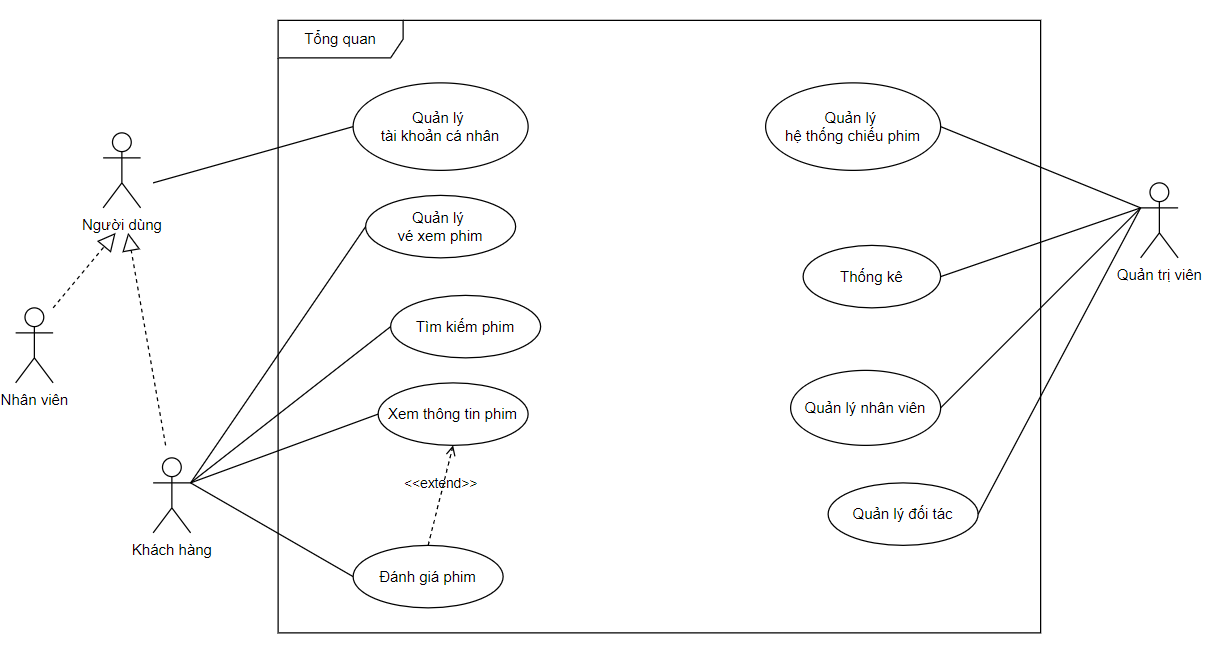 Tổng quan
Quản lý
tài khoản cá nhân
Quản lý
hệ thống chiếu phim
Người dùng
Quản lý
vé xem phim
Quản trị viên
Thống kê
Tìm kiếm phim
Nhân viên
Xem thông tin phim
Quản lý nhân viên
<<extend>>
Quản lý đối tác
Khách hàng
Đánh giá phim